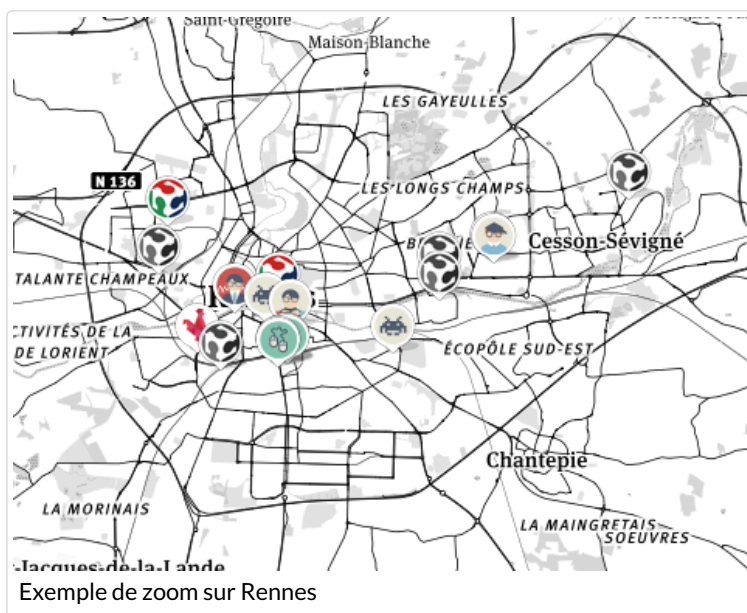 Saint-Grégoire
Maison-Blanche
LES GAYEULLES
N 136
LES LONGS CHAMPS
Cesson-Sévigné
TALANTE CHAMPEAUX
CTIVITÉS DE LA
DE LORIENT
ÉCOPÔLE SUD-EST
Chantepie
LA MORINAIS
LA MAINGRETAIS
SOEUVRES
-Jacques-de-la-Lande
Exemple de zoom sur Rennes